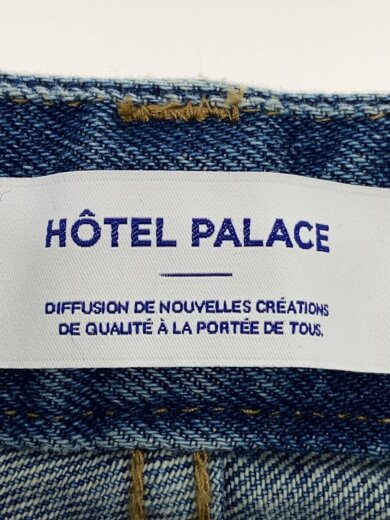 HÔTEL PALACE
DIFFUSION DE NOUVELLES CRÉATIONS
DE QUALITÉ À LA PORTÉE DE TOUS.